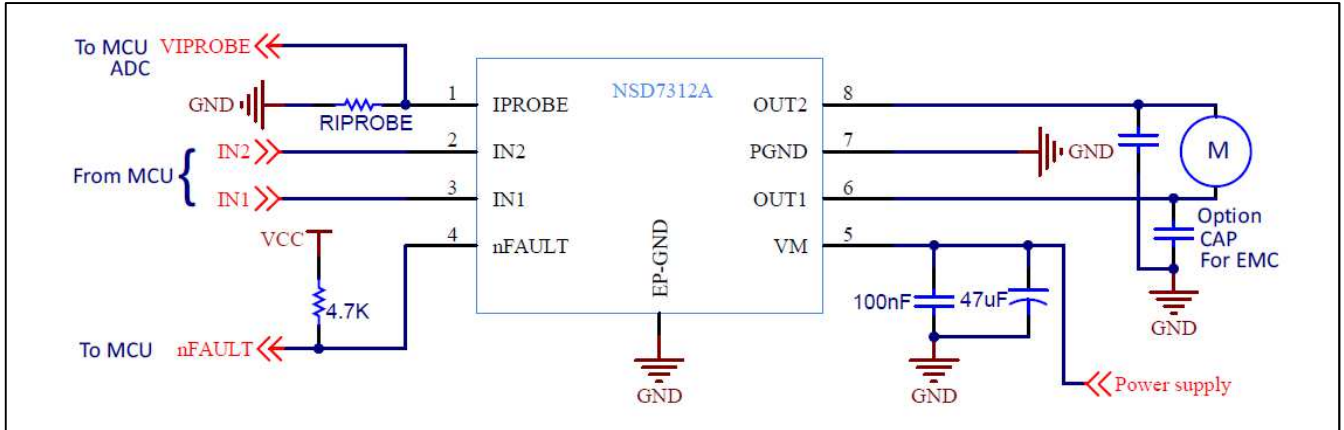 To MCU VIPROBE
ADC
NSD7312A
GND
RIPROBE
1 IPROBE
OUT2 8
IN2
2 IN2
PGND 7
GND
M
From MCU {
IN1
3 IN1
OUT1 6
VCC
4 nFAULT
VM 5
Option
CAP
For EMC
EP-GND
4.7K
100nF 47uF
GND
To MCU nFAULT
GND
GND
Power supply